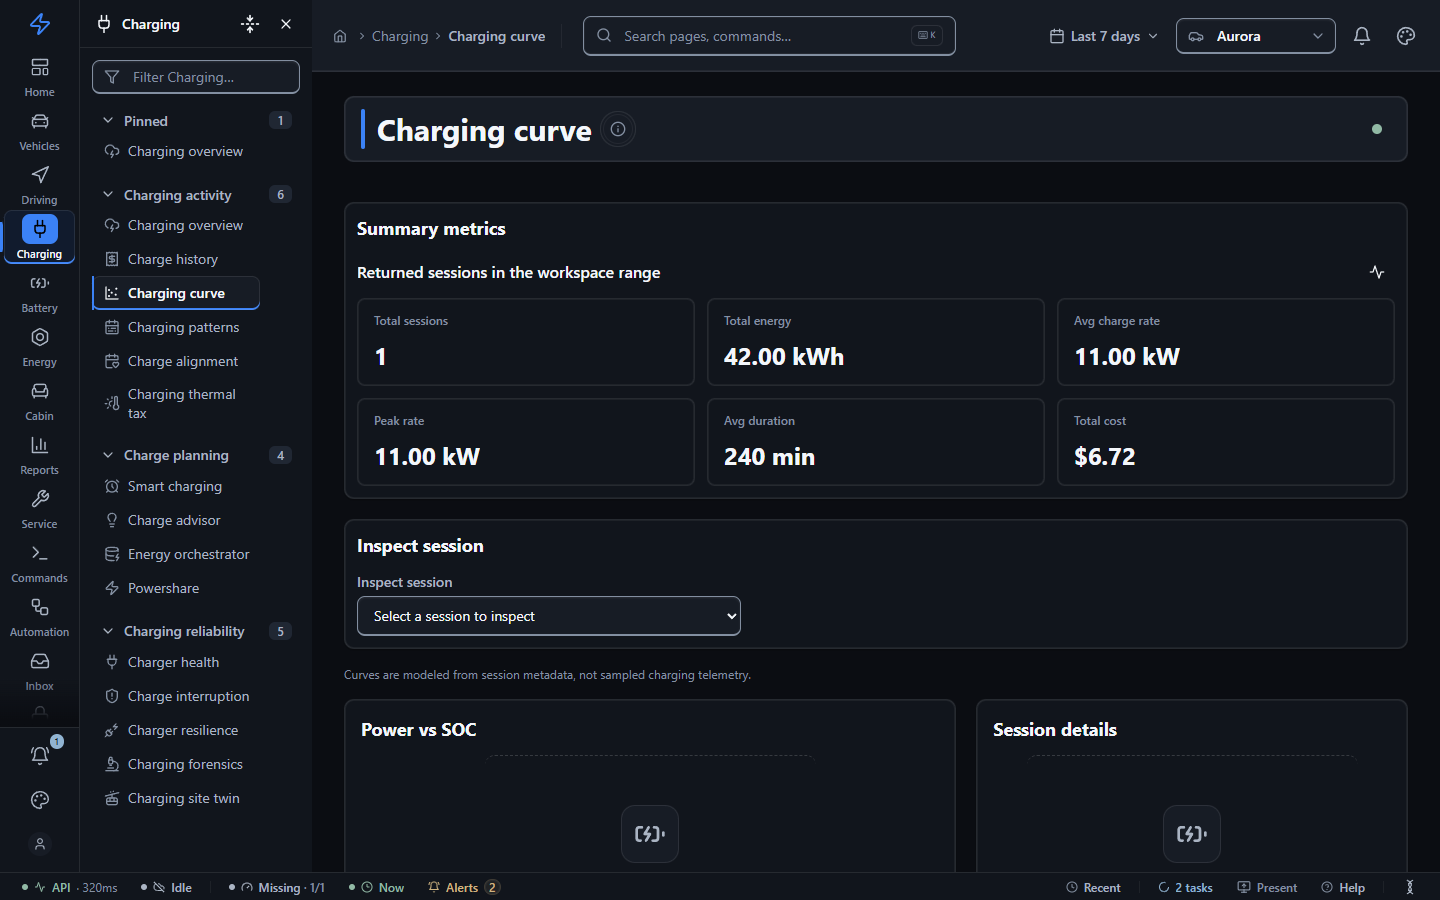 Home
Vehicles
Driving
Charging
Battery
Energy
Cabin
Reports
Service
Commands
Automation
Inbox
1
Charging
Filter Charging...
Pinned 1
Charging overview
Charging activity 6
Charging overview
Charge history
Charging curve
Charging patterns
Charge alignment
Charging thermal
tax
Charge planning 4
Smart charging
Charge advisor
Energy orchestrator
Powershare
Charging reliability 5
Charger health
Charge interruption
Charger resilience
Charging forensics
Charging site twin
Charging > Charging curve
Search pages, commands... K
Last 7 days
Aurora
Charging curve
Summary metrics
Returned sessions in the workspace range
Total sessions
1
Total energy
42.00 kWh
Avg charge rate
11.00 kW
Peak rate
11.00 kW
Avg duration
240 min
Total cost
$6.72
Inspect session
Inspect session
Select a session to inspect
Curves are modeled from session metadata, not sampled charging telemetry.
Power vs SOC
Session details
API · 320ms Idle Missing · 1/1 Now Alerts 2 Recent 2 tasks Present Help